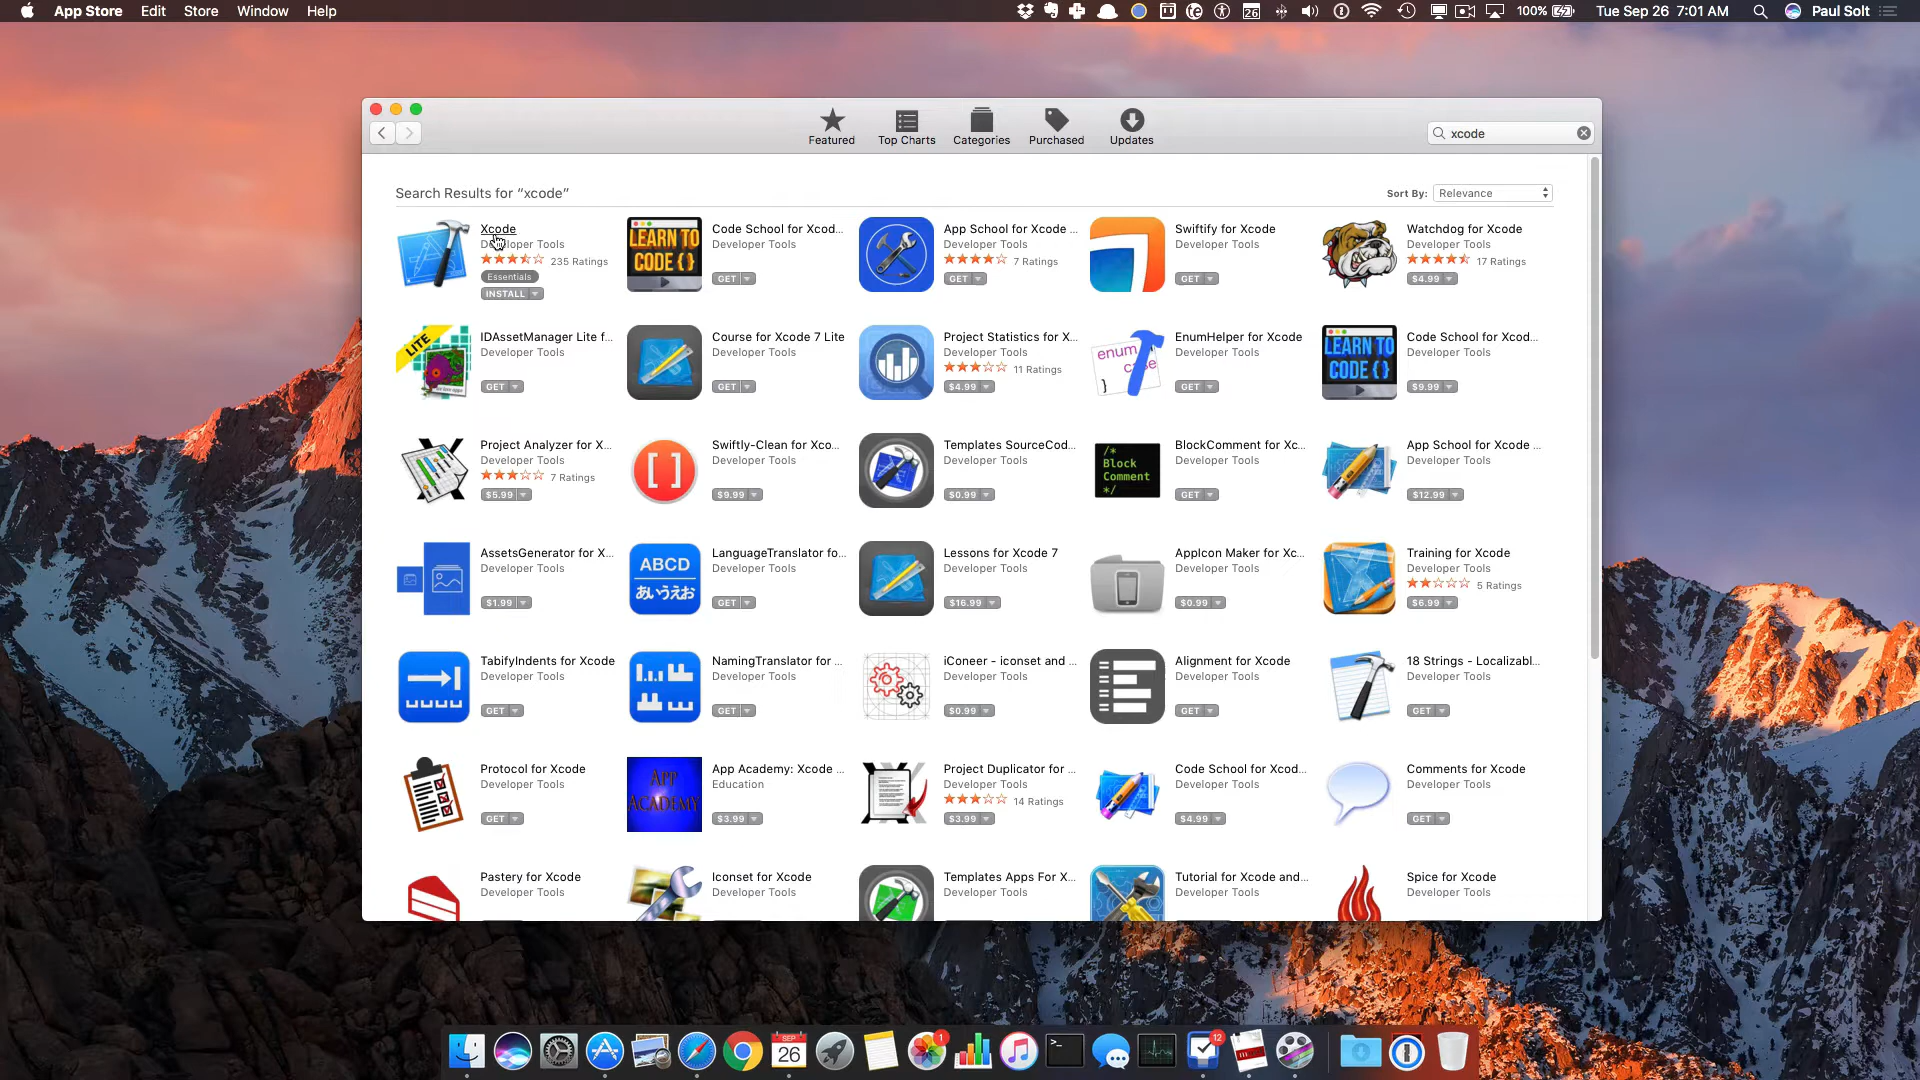 App Store Edit Store Window Help
26 100% Tue Sep 26 7:01 AM Paul Solt
Featured Top Charts Categories Purchased Updates
xcode
Search Results for “xcode”
Sort By: Relevance
Xcode
Developer Tools
235 Ratings
Essentials
INSTALL
LEARN TO
CODE {}
Code School for Xcod...
Developer Tools
GET
App School for Xcode ...
Developer Tools
7 Ratings
GET
Swiftify for Xcode
Developer Tools
GET
Watchdog for Xcode
Developer Tools
17 Ratings
$4.99
LITE
IDAssetManager Lite f...
Developer Tools
GET
Course for Xcode 7 Lite
Developer Tools
GET
Project Statistics for X...
Developer Tools
11 Ratings
$4.99
enum
case
}
EnumHelper for Xcode
Developer Tools
GET
LEARN TO
CODE {}
Code School for Xcod...
Developer Tools
$9.99
Project Analyzer for X...
Developer Tools
7 Ratings
$5.99
[ ]
Swiftly-Clean for Xco...
Developer Tools
$9.99
Templates SourceCod...
Developer Tools
$0.99
/*
Block
Comment
*/
BlockComment for Xc...
Developer Tools
GET
App School for Xcode ...
Developer Tools
$12.99
AssetsGenerator for X...
Developer Tools
$1.99
ABCD
あいうえお
LanguageTranslator fo...
Developer Tools
GET
Lessons for Xcode 7
Developer Tools
$16.99
AppIcon Maker for Xc...
Developer Tools
$0.99
Training for Xcode
Developer Tools
5 Ratings
$6.99
TabifyIndents for Xcode
Developer Tools
GET
NamingTranslator for ...
Developer Tools
GET
iConeer - iconset and ...
Developer Tools
$0.99
Alignment for Xcode
Developer Tools
GET
18 Strings - Localizabl...
Developer Tools
GET
Protocol for Xcode
Developer Tools
GET
APP
ACADEMY
App Academy: Xcode ...
Education
$3.99
Project Duplicator for ...
Developer Tools
14 Ratings
$3.99
Code School for Xcod...
Developer Tools
$4.99
Comments for Xcode
Developer Tools
GET
Pastery for Xcode
Developer Tools
Iconset for Xcode
Developer Tools
Templates Apps For X...
Developer Tools
Tutorial for Xcode and...
Developer Tools
Spice for Xcode
Developer Tools
SEP
26
1
12